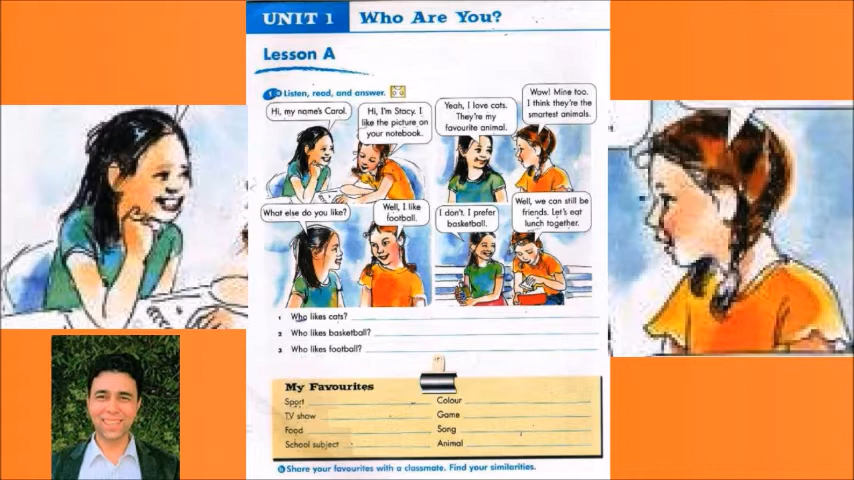 UNIT 1 Who Are You?
Lesson A
Listen, read, and answer.
Hi, my name's Carol.
Hi, I'm Stacy. I
like the picture on
your notebook.
Yeah, I love cats.
They're my
favourite animal.
Wow! Mine too.
I think they're the
smartest animals.
What else do you like?
Well, I like
football.
I don't. I prefer
basketball.
Well, we can still be
friends. Let's eat
lunch together.
1 Who likes cats?
2 Who likes basketball?
3 Who likes football?
My Favourites
Sport
Colour
TV show
Game
Food
Song
School subject
Animal
b Share your favourites with a classmate. Find your similarities.